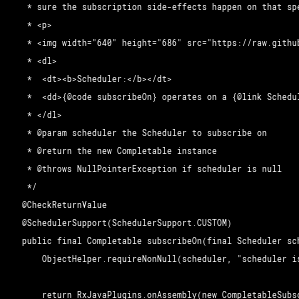 * sure the subscription side-effects happen on that spe
* <p>
* <img width="640" height="686" src="https://raw.github
* <dl>
* <dt><b>Scheduler:</b></dt>
* <dd>{@code subscribeOn} operates on a {@link Schedul
* </dl>
* @param scheduler the Scheduler to subscribe on
* @return the new Completable instance
* @throws NullPointerException if scheduler is null
*/
@CheckReturnValue
@SchedulerSupport(SchedulerSupport.CUSTOM)
public final Completable subscribeOn(final Scheduler sch
ObjectHelper.requireNonNull(scheduler, "scheduler is
return RxJavaPlugins.onAssembly(new CompletableSubsc